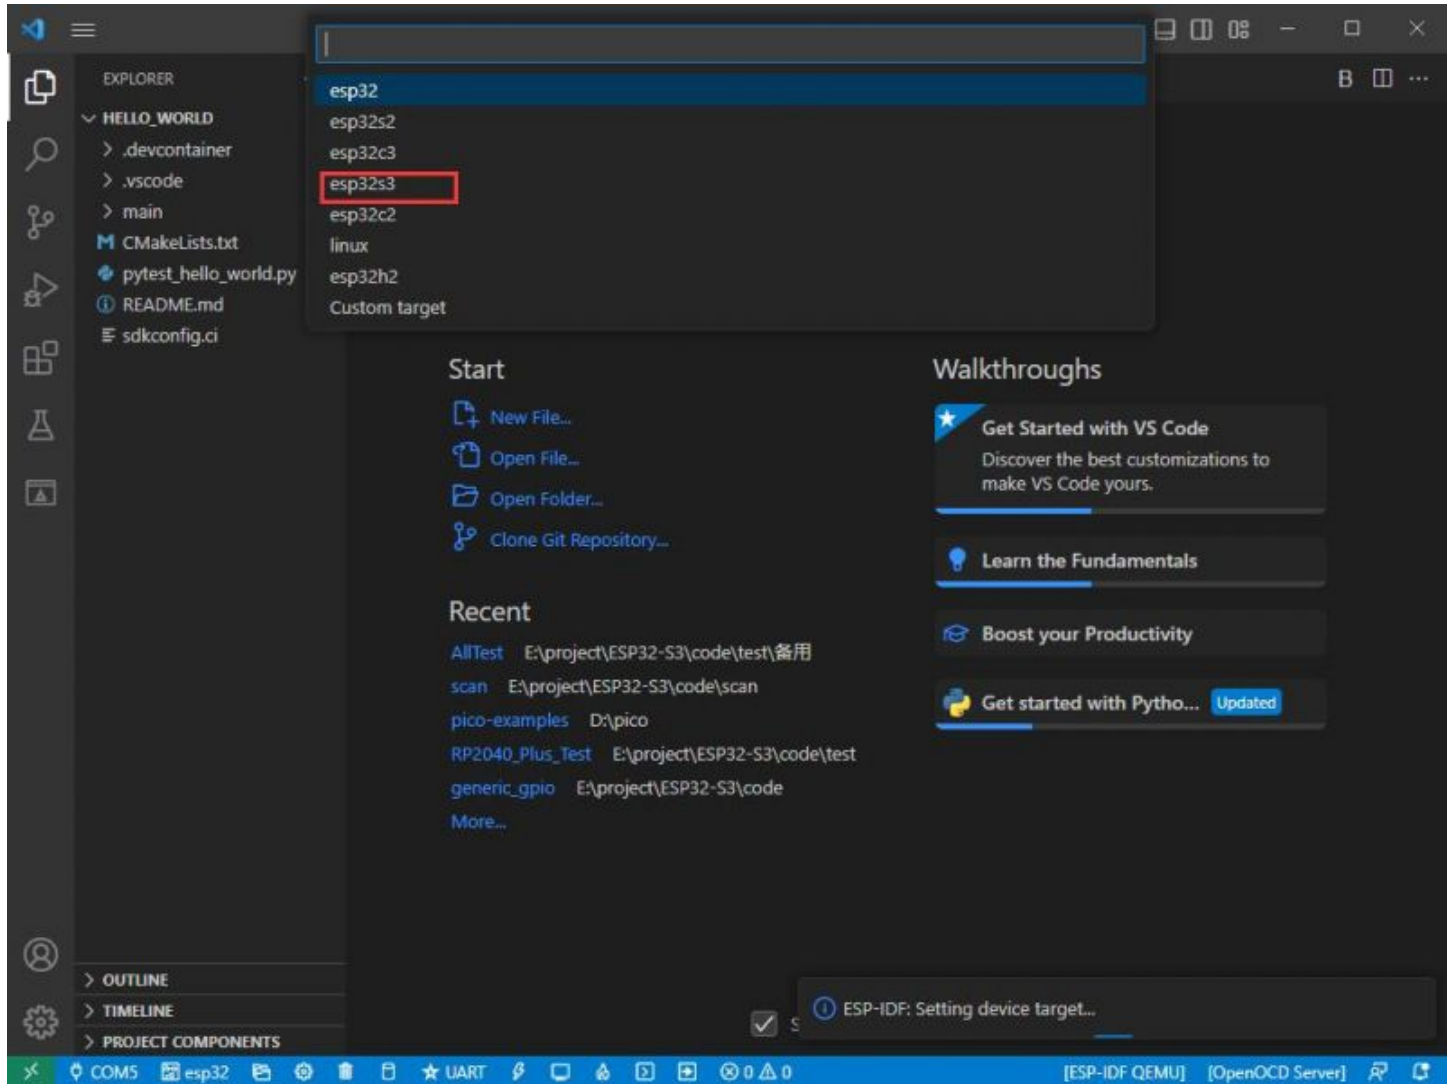 esp32
esp32s2
esp32c3
esp32s3
esp32c2
linux
esp32h2
Custom target
EXPLORER
HELLO_WORLD
.devcontainer
.vscode
main
CMakeLists.txt
pytest_hello_world.py
README.md
sdkconfig.ci
Start
New File...
Open File...
Open Folder...
Clone Git Repository...
Recent
AllTest E:\project\ESP32-S3\code\test\备用
scan E:\project\ESP32-S3\code\scan
pico-examples D:\pico
RP2040_Plus_Test E:\project\ESP32-S3\code\test
generic_gpio E:\project\ESP32-S3\code
More...
Walkthroughs
Get Started with VS Code
Discover the best customizations to
make VS Code yours.
Learn the Fundamentals
Boost your Productivity
Get started with Pytho... Updated
OUTLINE
TIMELINE
PROJECT COMPONENTS
ESP-IDF: Setting device target...
COM5 esp32 UART 0 0 [ESP-IDF QEMU] [OpenOCD Server]